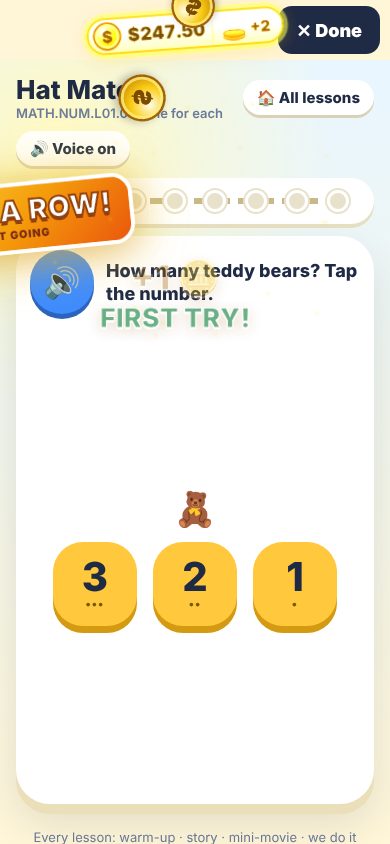 $ $247.50 +2
✕ Done
Hat
🏠 All lessons
MATH.NUM.L01. for each
🔊 Voice on
A ROW!
T GOING
How many teddy bears? Tap
the number.
FIRST TRY!
3 2 1
Every lesson: warm-up · story · mini-movie · we do it